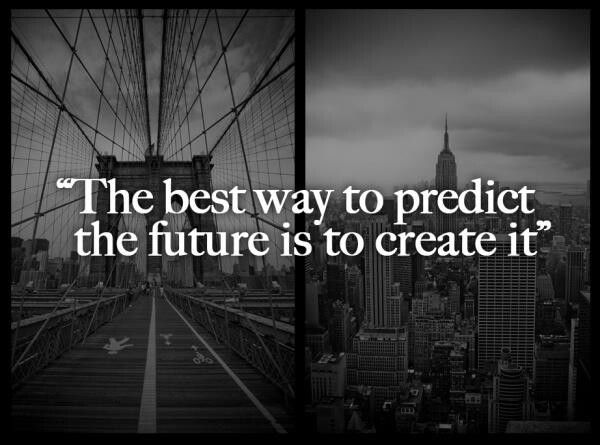 “The best way to predict
the future is to create it”